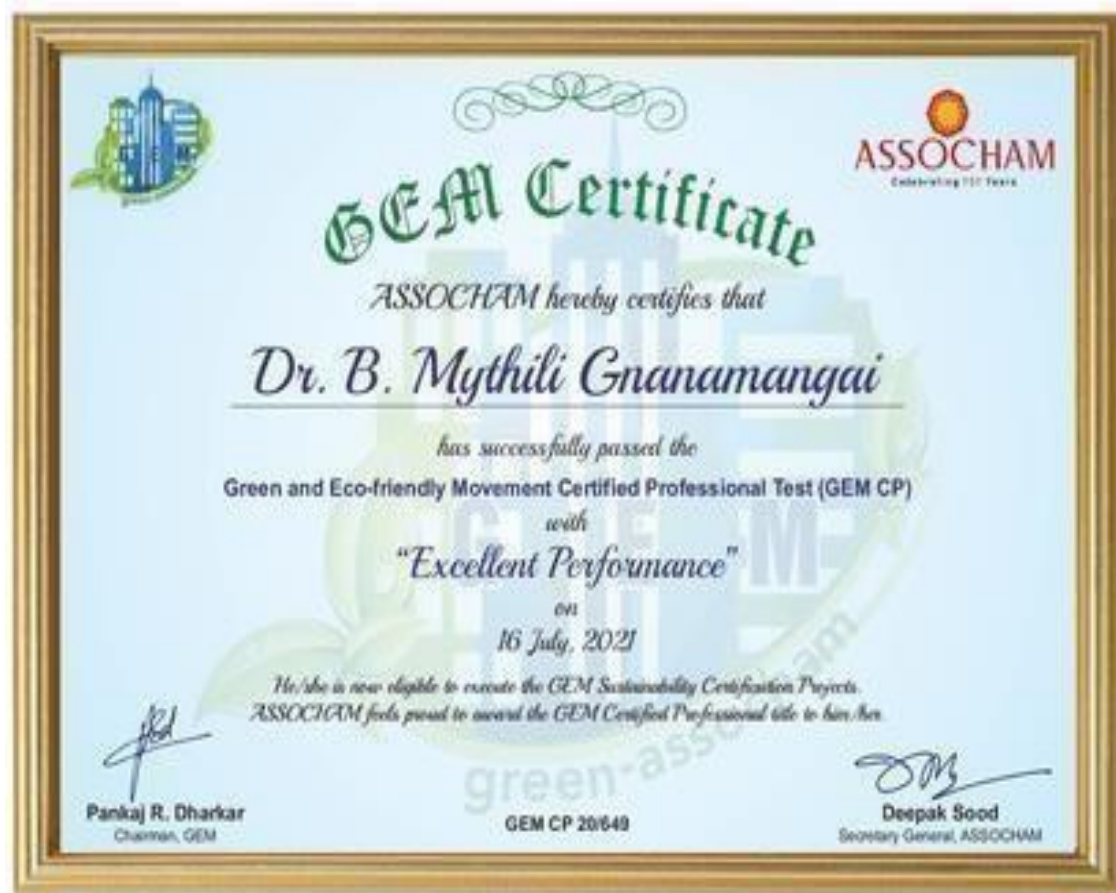 ASSOCHAM
GEM Certificate
ASSOCHAM hereby certifies that
Dr. B. Mythili Gnanamangai
has successfully passed the
Green and Eco-friendly Movement Certified Professional Test (GEM CP)
with
“Excellent Performance”
on
16 July, 2021
He/she is now eligible to execute the GEM Sustainability Certification Projects.
ASSOCHAM feels proud to award the GEM Certified Professional title to him/her.
GEM
green-assocham
Pankaj R. Dharkar
Chairman, GEM
GEM CP 20/649
Deepak Sood
Secretary General, ASSOCHAM